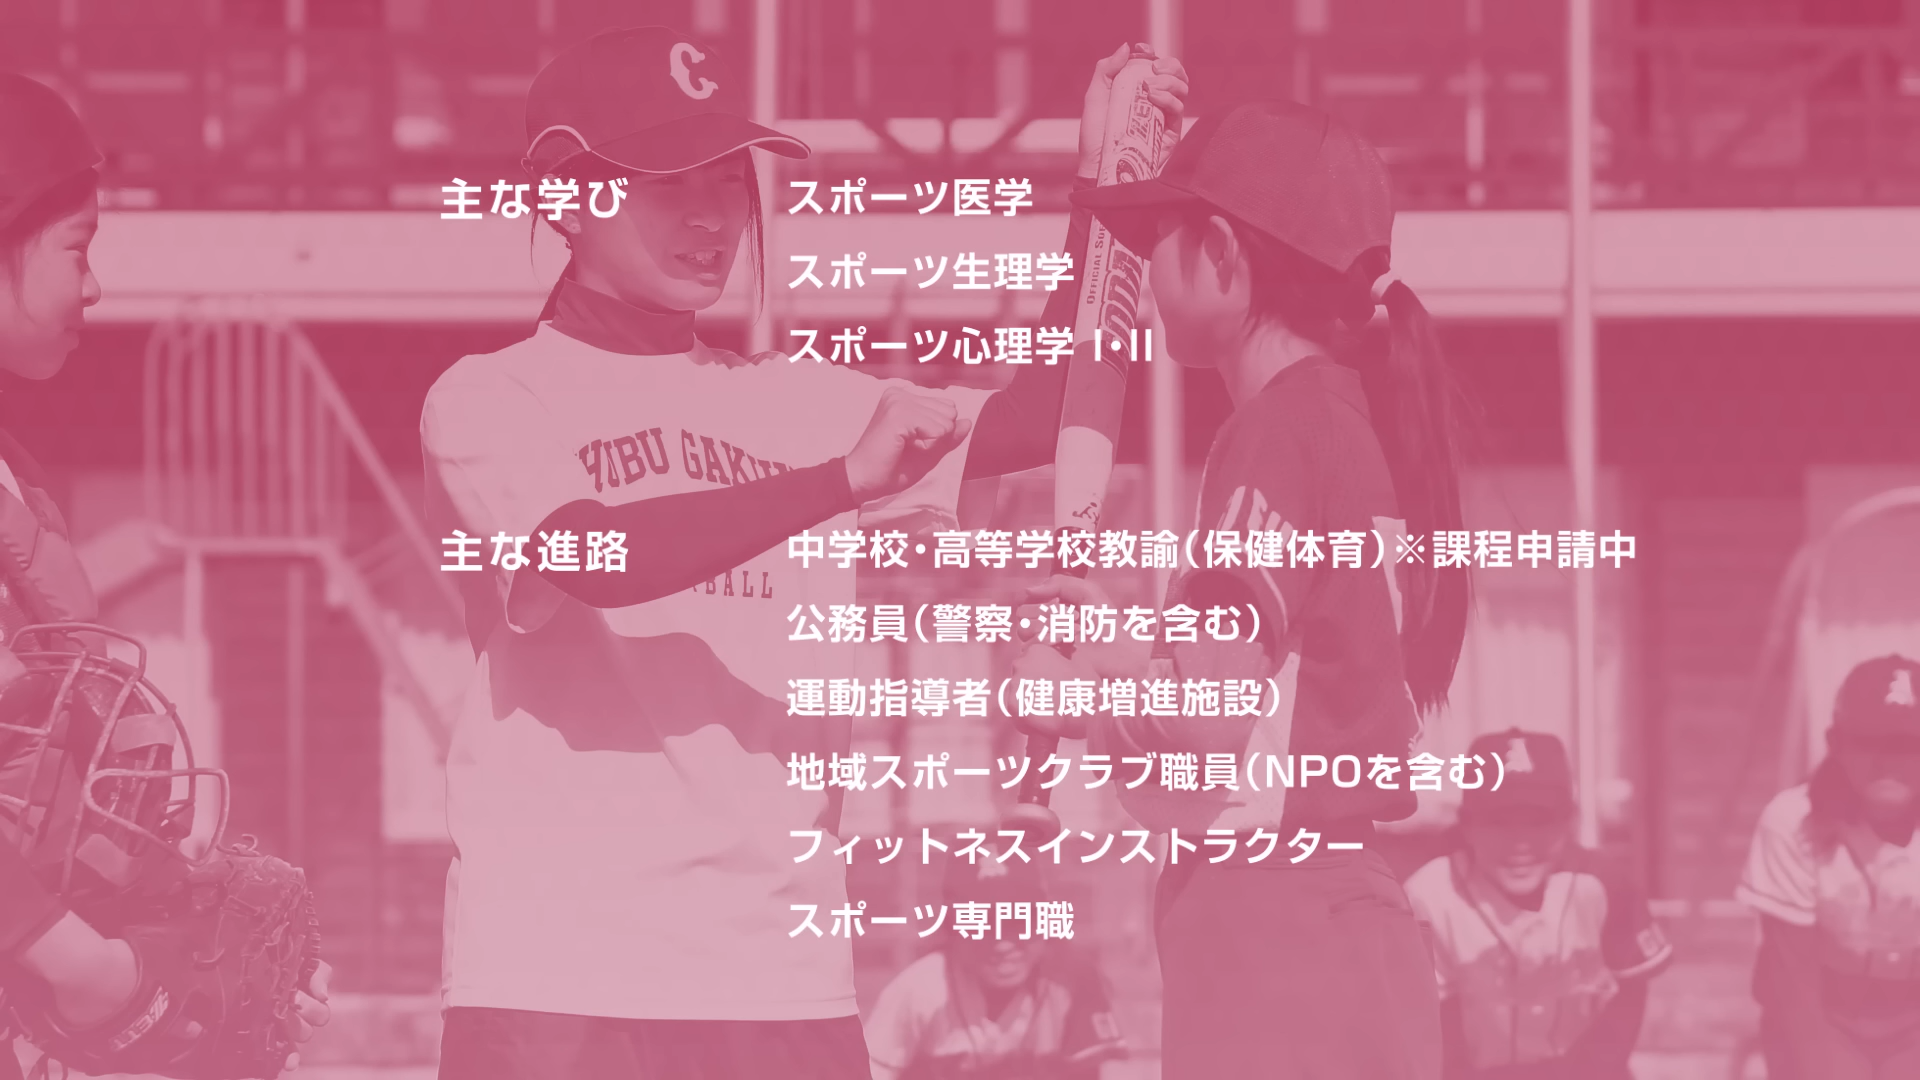 C
主な学び
スポーツ医学
スポーツ生理学
スポーツ心理学 I・II
OFFICIAL
主な進路
中学校・高等学校教諭（保健体育）※課程申請中
公務員（警察・消防を含む）
運動指導者（健康増進施設）
地域スポーツクラブ職員（NPOを含む）
フィットネスインストラクター
スポーツ専門職